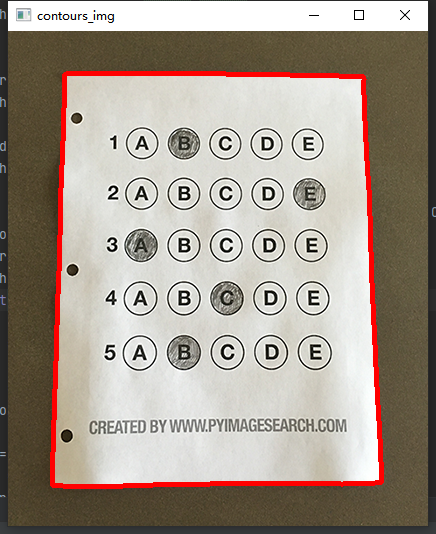 contours_img
1 A B C D E
2 A B C D E
3 A B C D E
4 A B C D E
5 A B C D E
CREATED BY WWW.PYIMAGESEARCH.COM